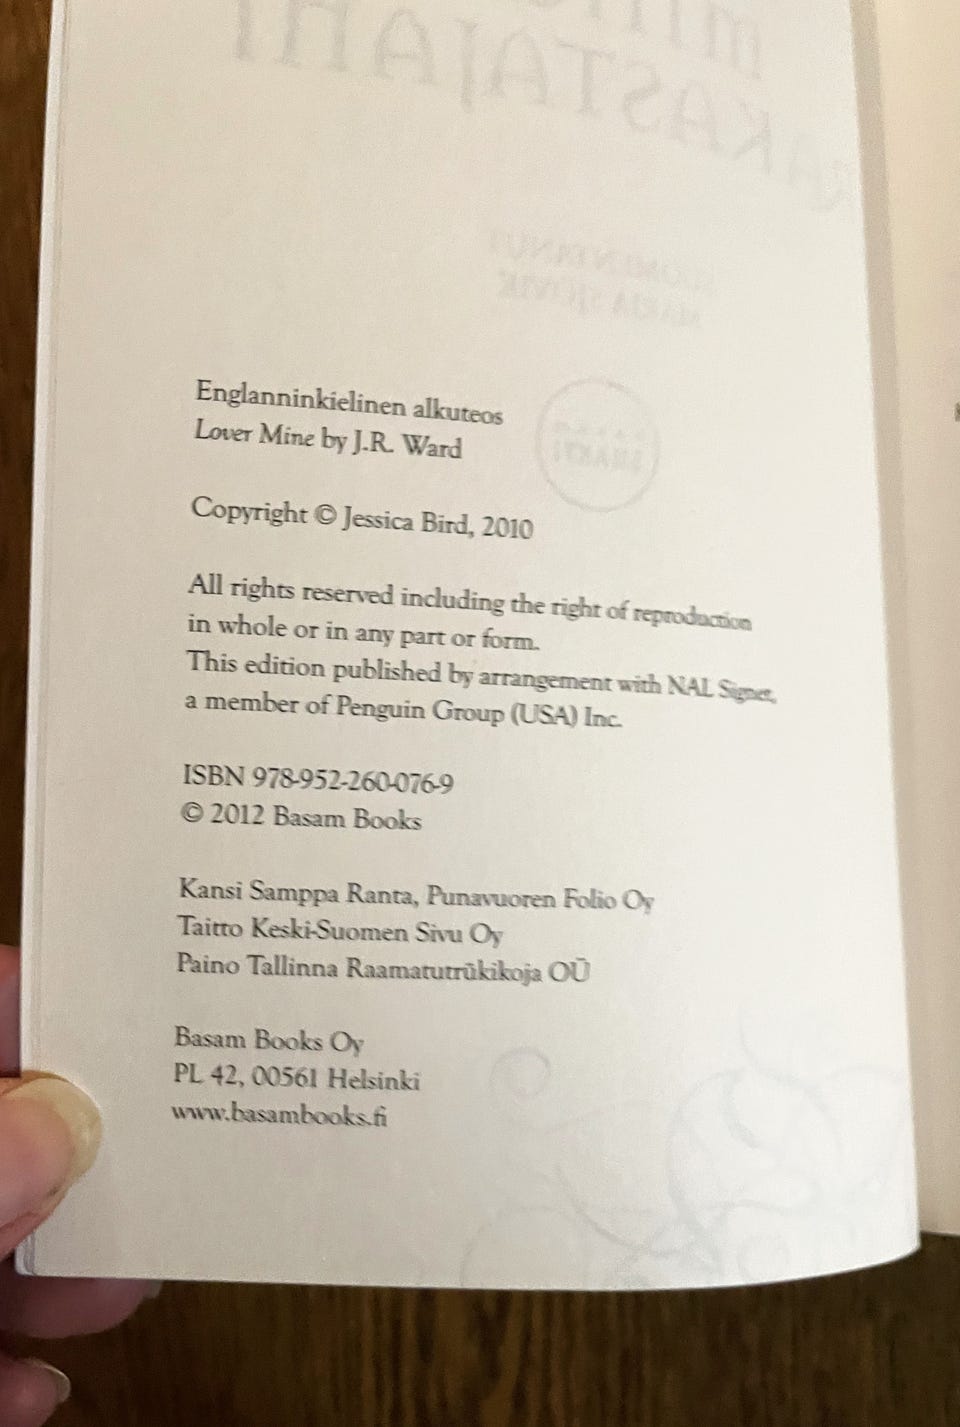 Englanninkielinen alkuteos
Lover Mine by J.R. Ward
Copyright © Jessica Bird, 2010
All rights reserved including the right of reproduction
in whole or in any part or form.
This edition published by arrangement with NAL Signet,
a member of Penguin Group (USA) Inc.
ISBN 978-952-260-076-9
© 2012 Basam Books
Kansi Samppa Ranta, Punavuoren Folio Oy
Taitto Keski-Suomen Sivu Oy
Paino Tallinna Raamatutrükikoja OÜ
Basam Books Oy
PL 42, 00561 Helsinki
www.basambooks.fi